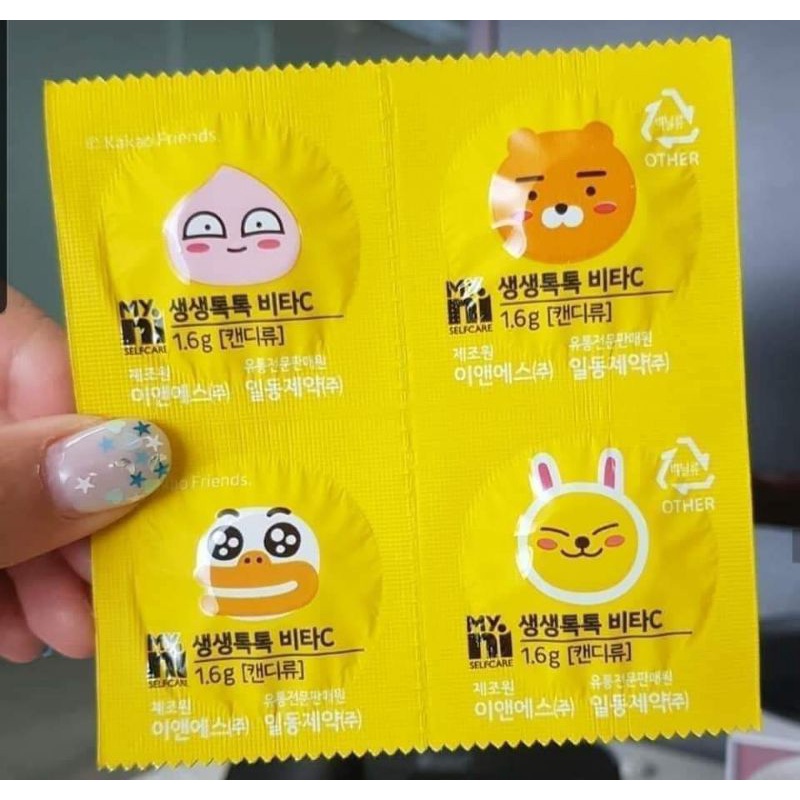 © Kakao Friends.
비닐류
OTHER
MY.
ni
SELFCARE
생생톡톡 비타C
1.6g [캔디류]
제조원
이앤에스(주)
유통전문판매원
일동제약(주)
MY.
ni
SELFCARE
생생톡톡 비타C
1.6g [캔디류]
제조원
이앤에스(주)
유통전문판매원
일동제약(주)
ao Friends.
비닐류
OTHER
MY.
ni
SELFCARE
생생톡톡 비타C
1.6g [캔디류]
제조원
이앤에스(주)
유통전문판매원
일동제약(주)
MY.
ni
SELFCARE
생생톡톡 비타C
1.6g [캔디류]
제조원
이앤에스(주)
유통전문판매원
일동제약(주)